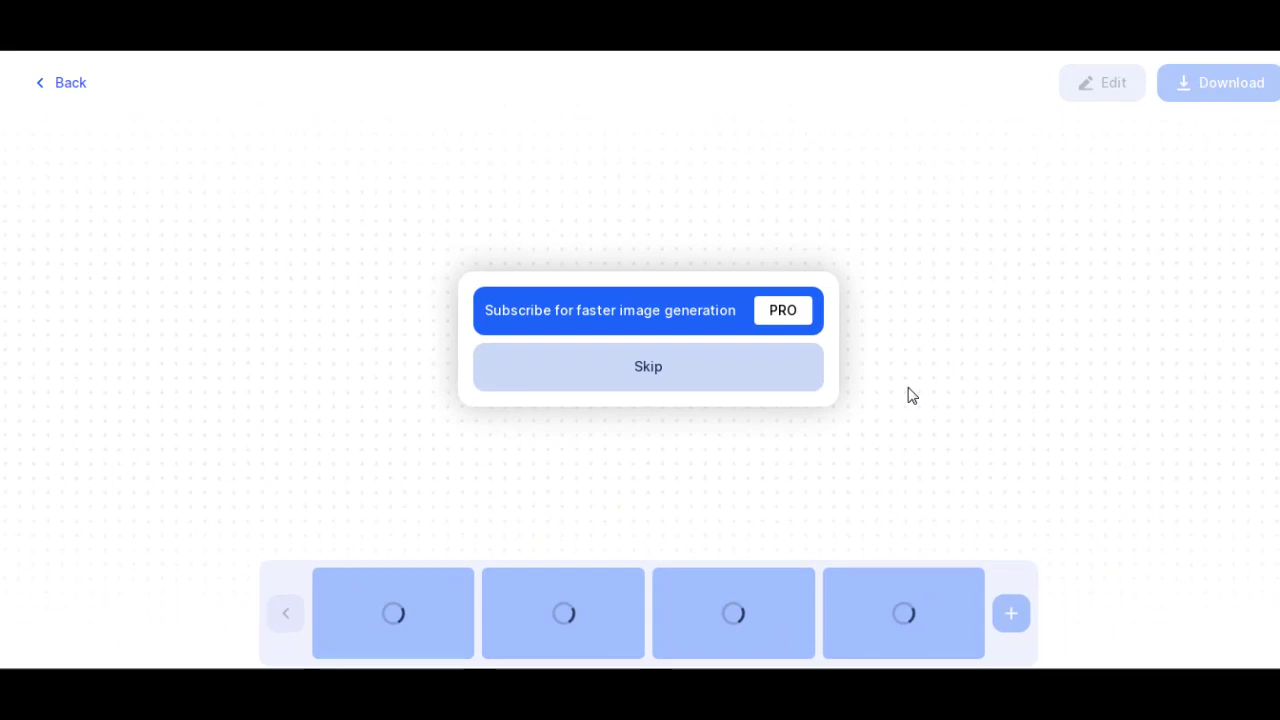 Back
Edit
Download
Subscribe for faster image generation PRO
Skip